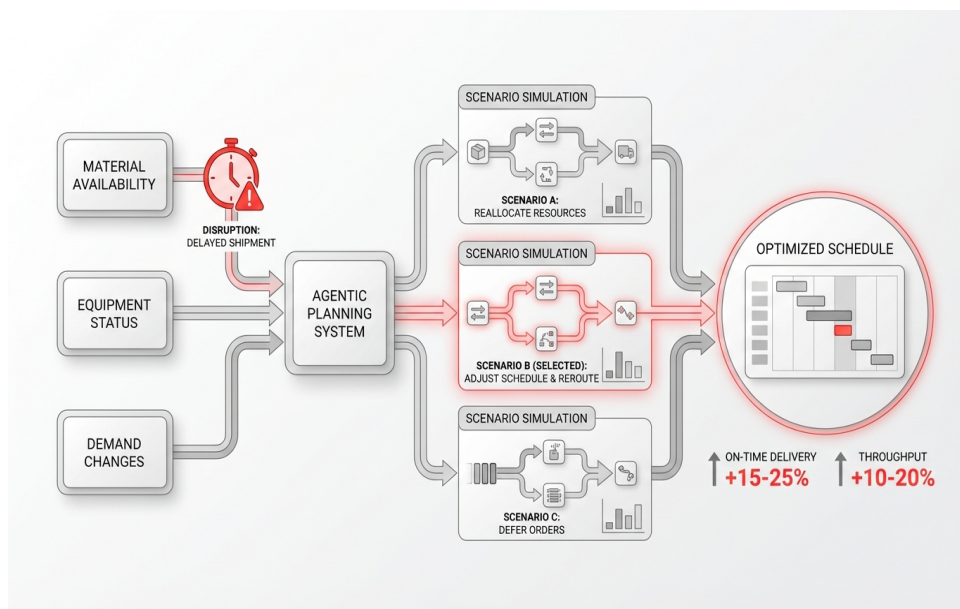 MATERIAL
AVAILABILITY
DISRUPTION:
DELAYED SHIPMENT
EQUIPMENT
STATUS
DEMAND
CHANGES
AGENTIC
PLANNING
SYSTEM
SCENARIO SIMULATION
SCENARIO A:
REALLOCATE RESOURCES
SCENARIO SIMULATION
SCENARIO B (SELECTED):
ADJUST SCHEDULE & REROUTE
SCENARIO SIMULATION
SCENARIO C:
DEFER ORDERS
OPTIMIZED SCHEDULE
ON-TIME DELIVERY
+15-25%
THROUGHPUT
+10-20%